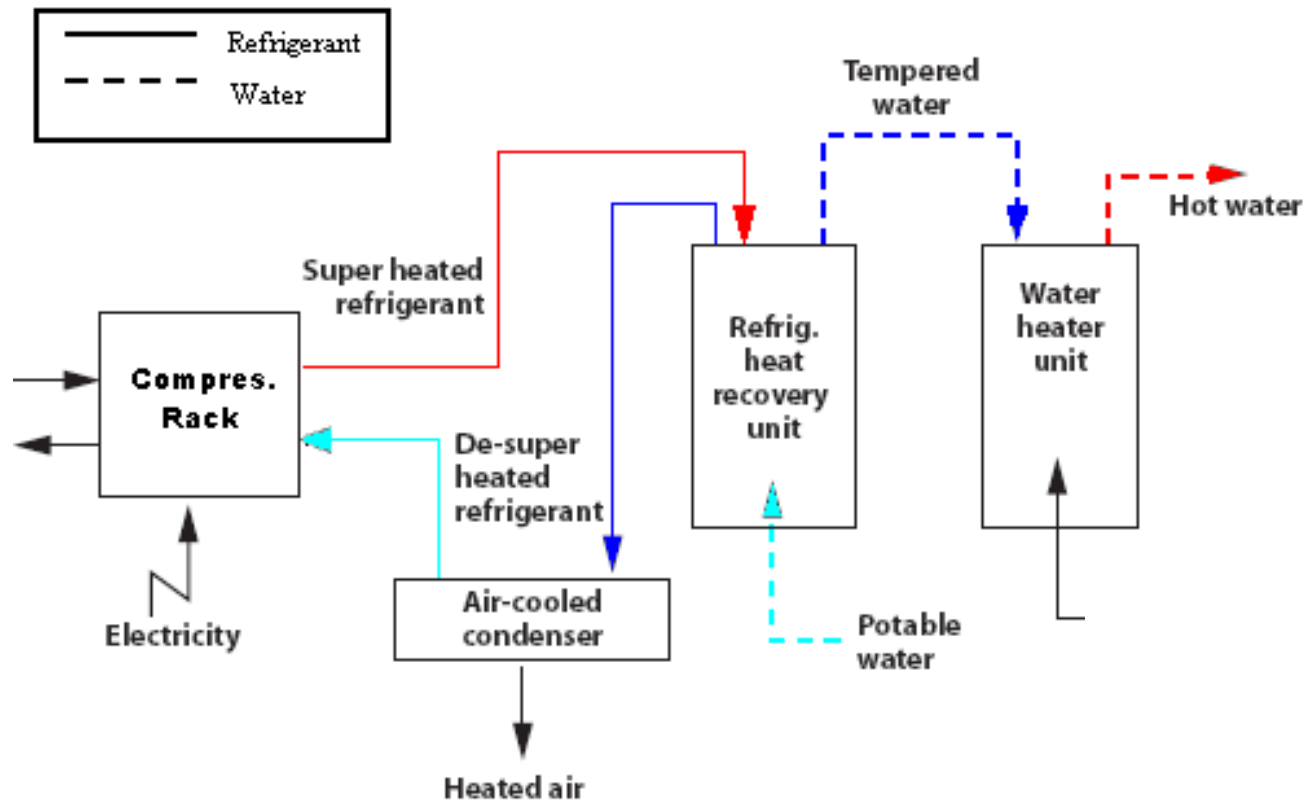 Refrigerant
Water
Tempered
water
Hot water
Super heated
refrigerant
Water
heater
unit
Refrig.
heat
recovery
unit
Compres.
Rack
De-super
heated
refrigerant
Air-cooled
condenser
Electricity
Potable
water
Heated air